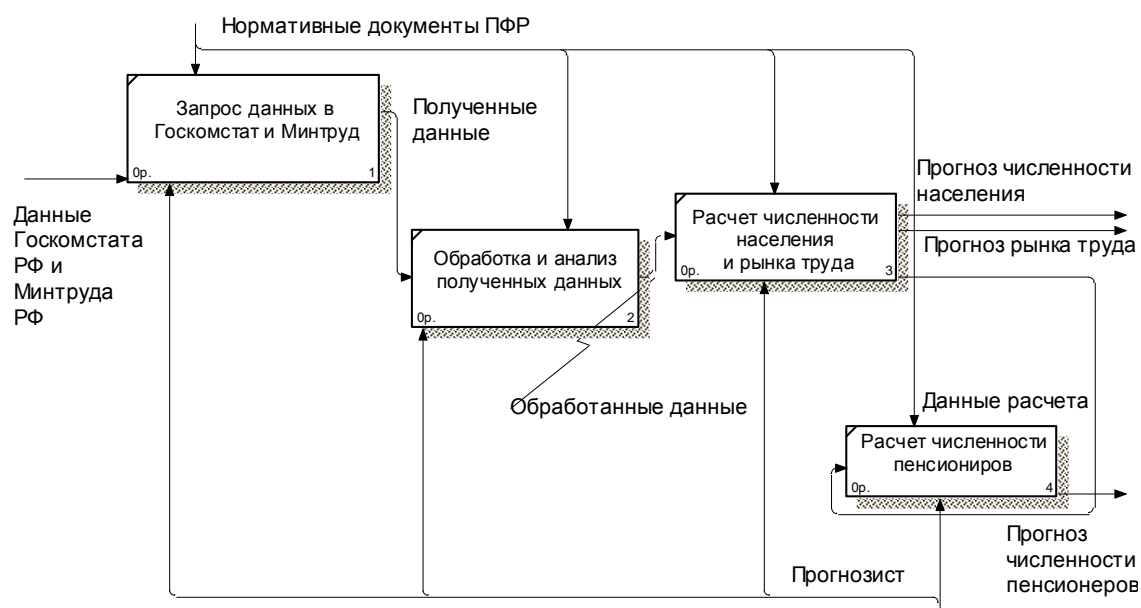 Нормативные документы ПФР
Запрос данных в
Госкомстат и Минтруд
0р.
1
Полученные
данные
Данные
Госкомстата
РФ и
Минтруда
РФ
Обработка и анализ
полученных данных
0р.
2
Расчет численности
населения
и рынка труда
0р.
3
Прогноз численности
населения
Прогноз рынка труда
Обработанные данные
Данные расчета
Расчет численности
пенсиониров
0р.
4
Прогноз
численности
пенсионеров
Прогнозист